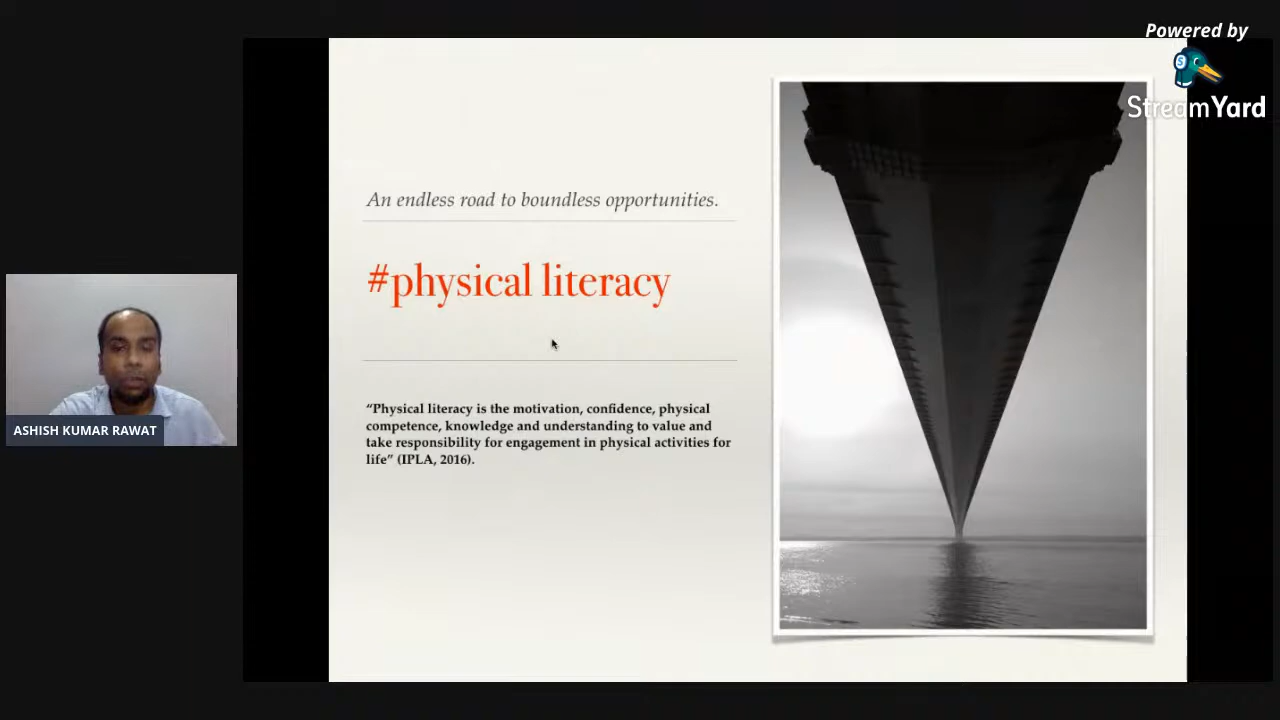 Powered by
StreamYard
An endless road to boundless opportunities.
#physical literacy
“Physical literacy is the motivation, confidence, physical
competence, knowledge and understanding to value and
take responsibility for engagement in physical activities for
life” (IPLA, 2016).
ASHISH KUMAR RAWAT